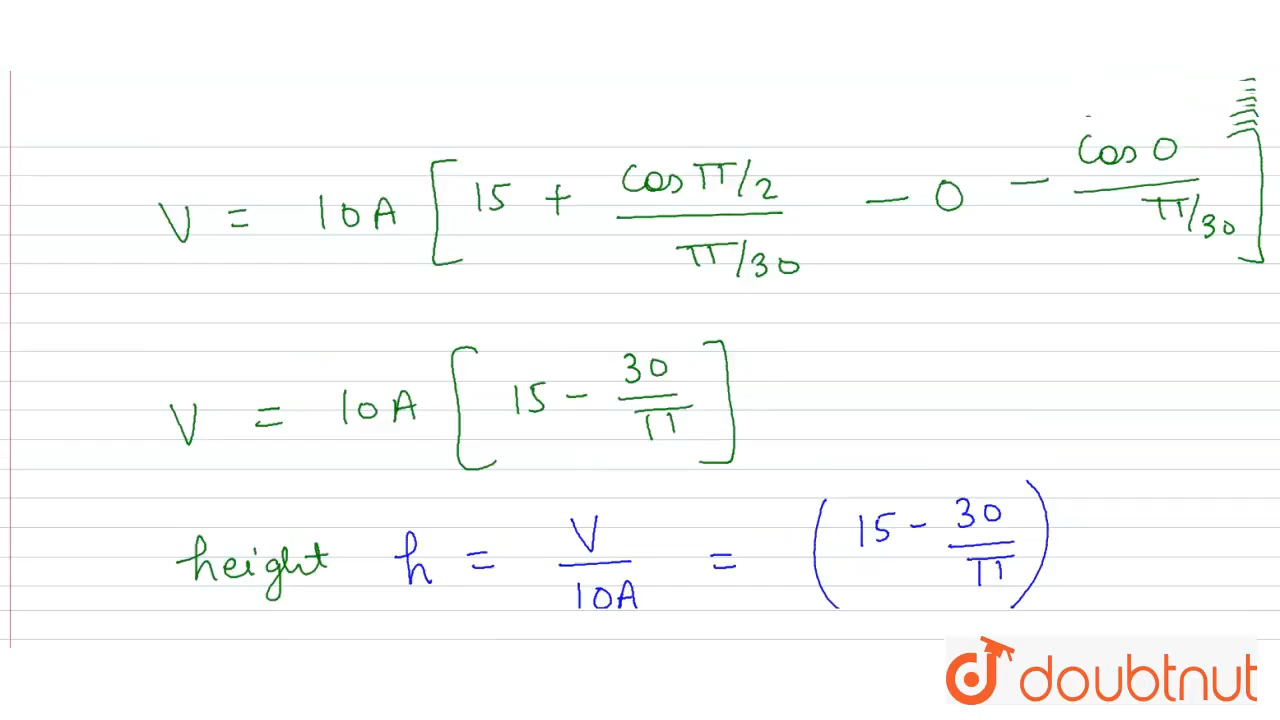 V = 10A [ 15 + (cos π/2)/(π/30) - 0 - (cos 0)/(π/30) ]
V = 10A [ 15 - 30/π ]
height h = V/10A = ( 15 - 30/π )
doubtnut